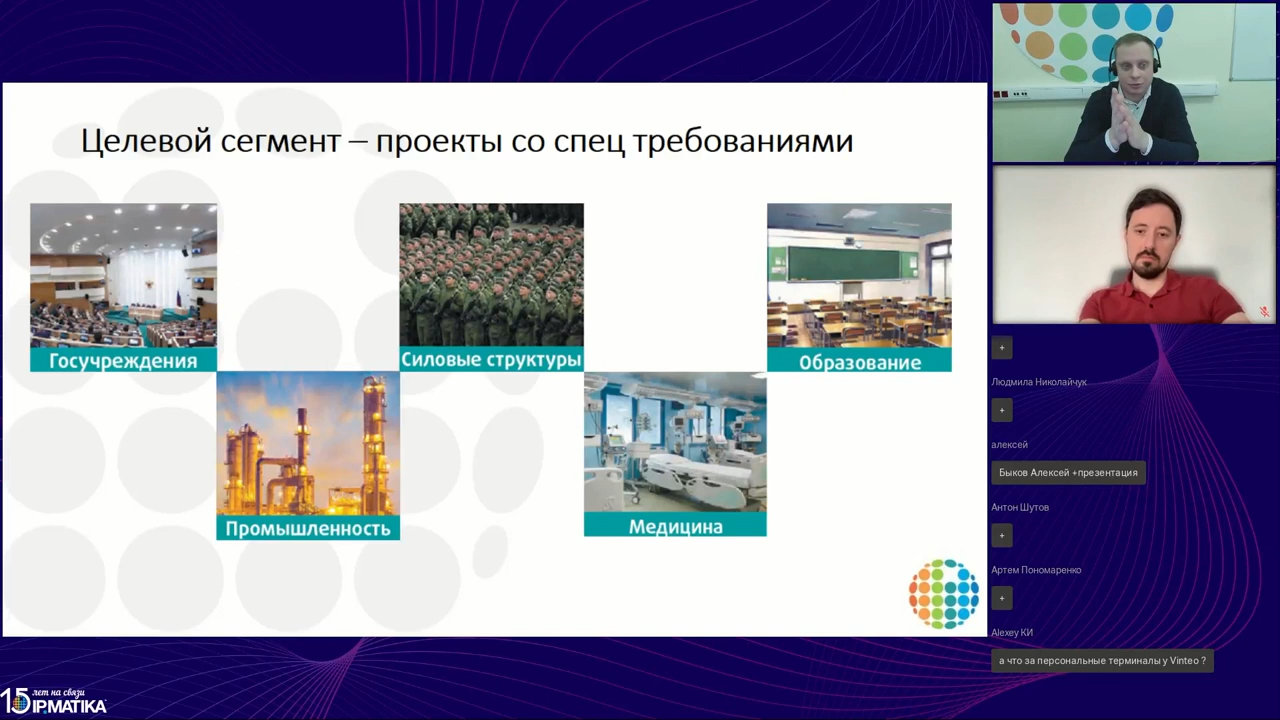 Целевой сегмент – проекты со спец требованиями
Госучреждения
Силовые структуры
Образование
Промышленность
Медицина
+
Людмила Николайчук
+
алексей
Быков Алексей +презентация
Антон Шутов
+
Артем Пономаренко
+
Alexey КИ
а что за персональные терминалы у Vinteo ?
15 лет на связи
IPMATIKA